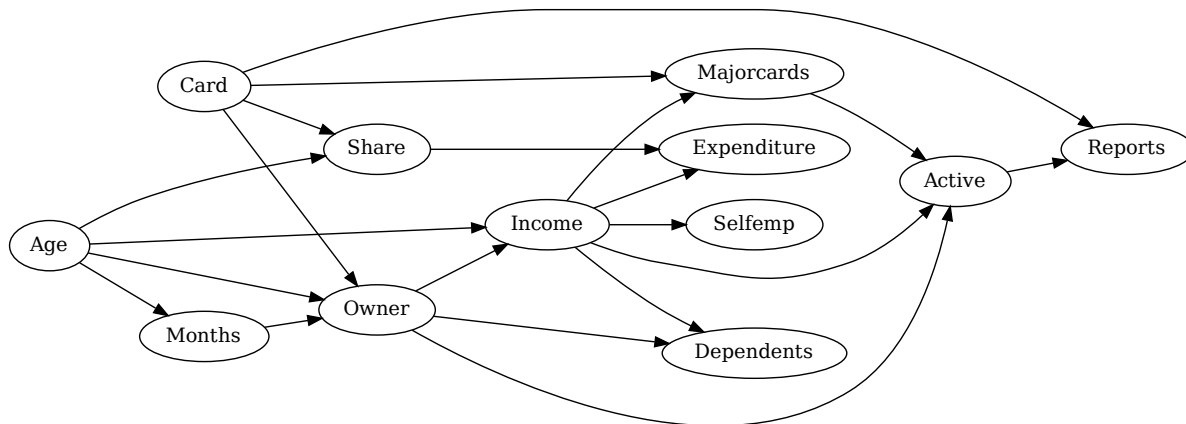 Card
Majorcards
Share
Expenditure
Reports
Active
Age
Income
Selfemp
Owner
Months
Dependents